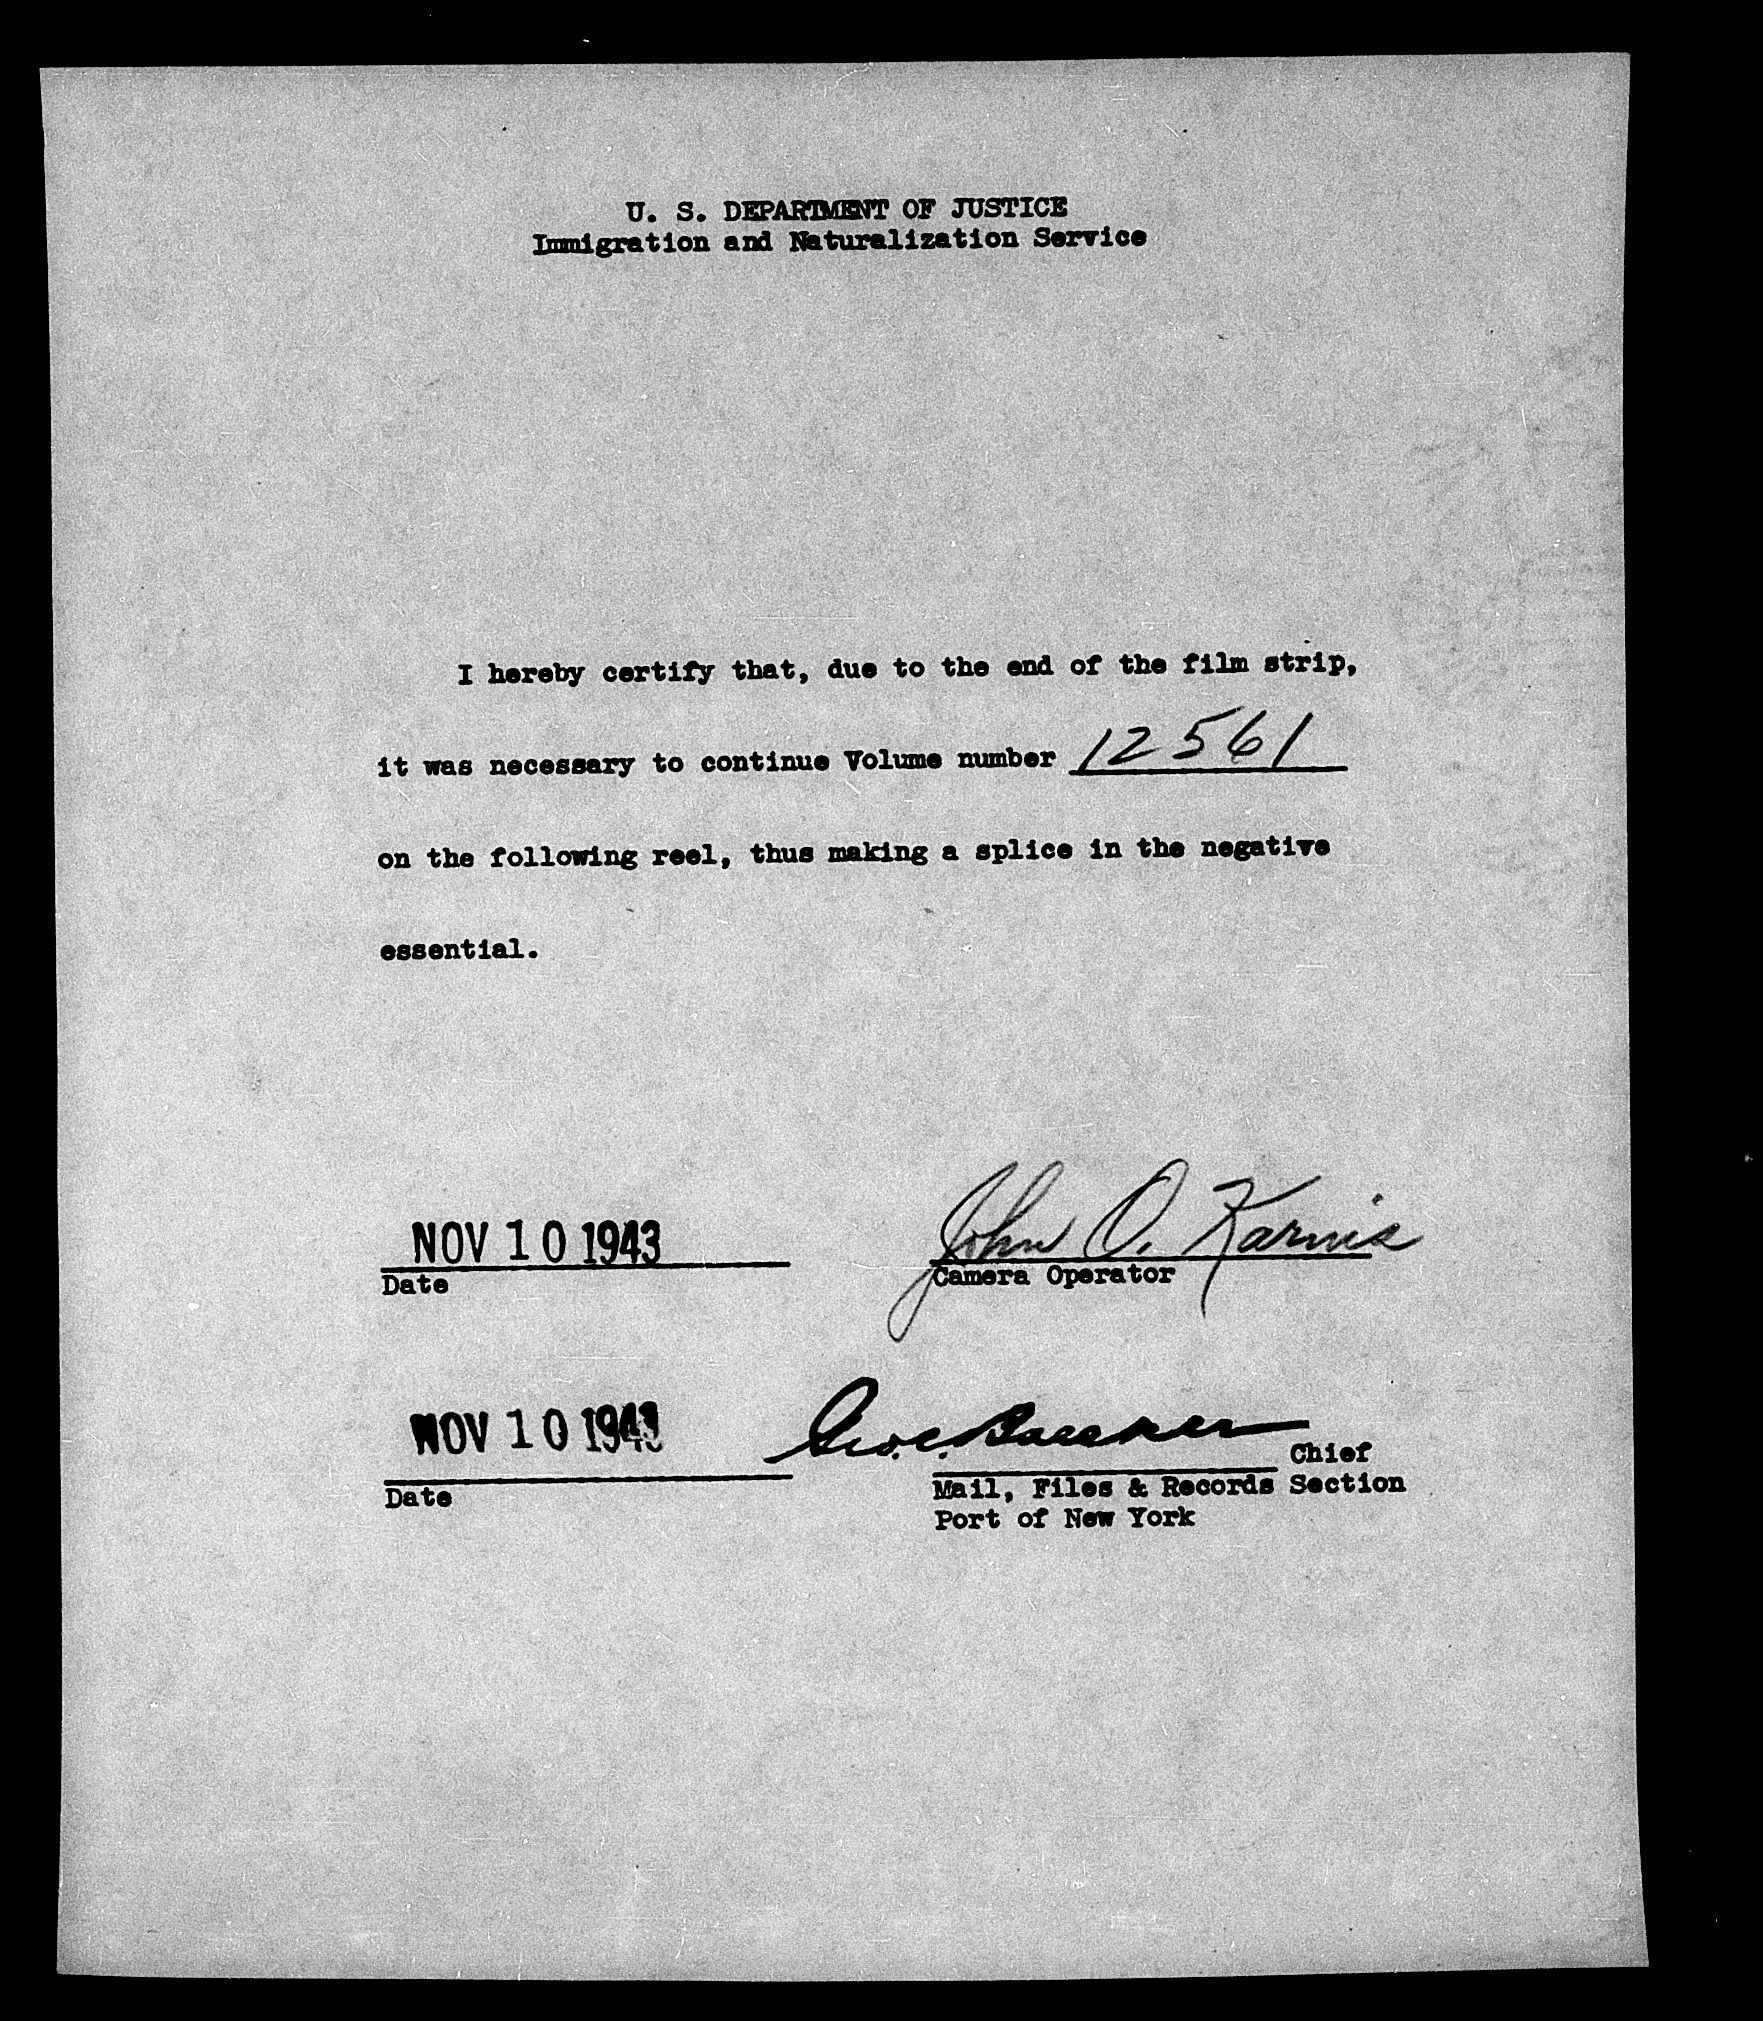 U. S. DEPARTMENT OF JUSTICE
Immigration and Naturalization Service
I hereby certify that, due to the end of the film strip,
it was necessary to continue Volume number 12561
on the following reel, thus making a splice in the negative
essential.
NOV 10 1943 John O. Karnis
Date Camera Operator
NOV 10 1943 Chief
Date Mail, Files & Records Section
Port of New York